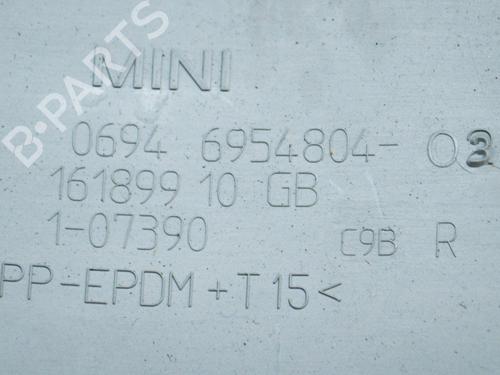 B-PARTS
MINI
0694 6954804-03
161899 10 GB
1-07390 C9B R
PP-EPDM+T15<